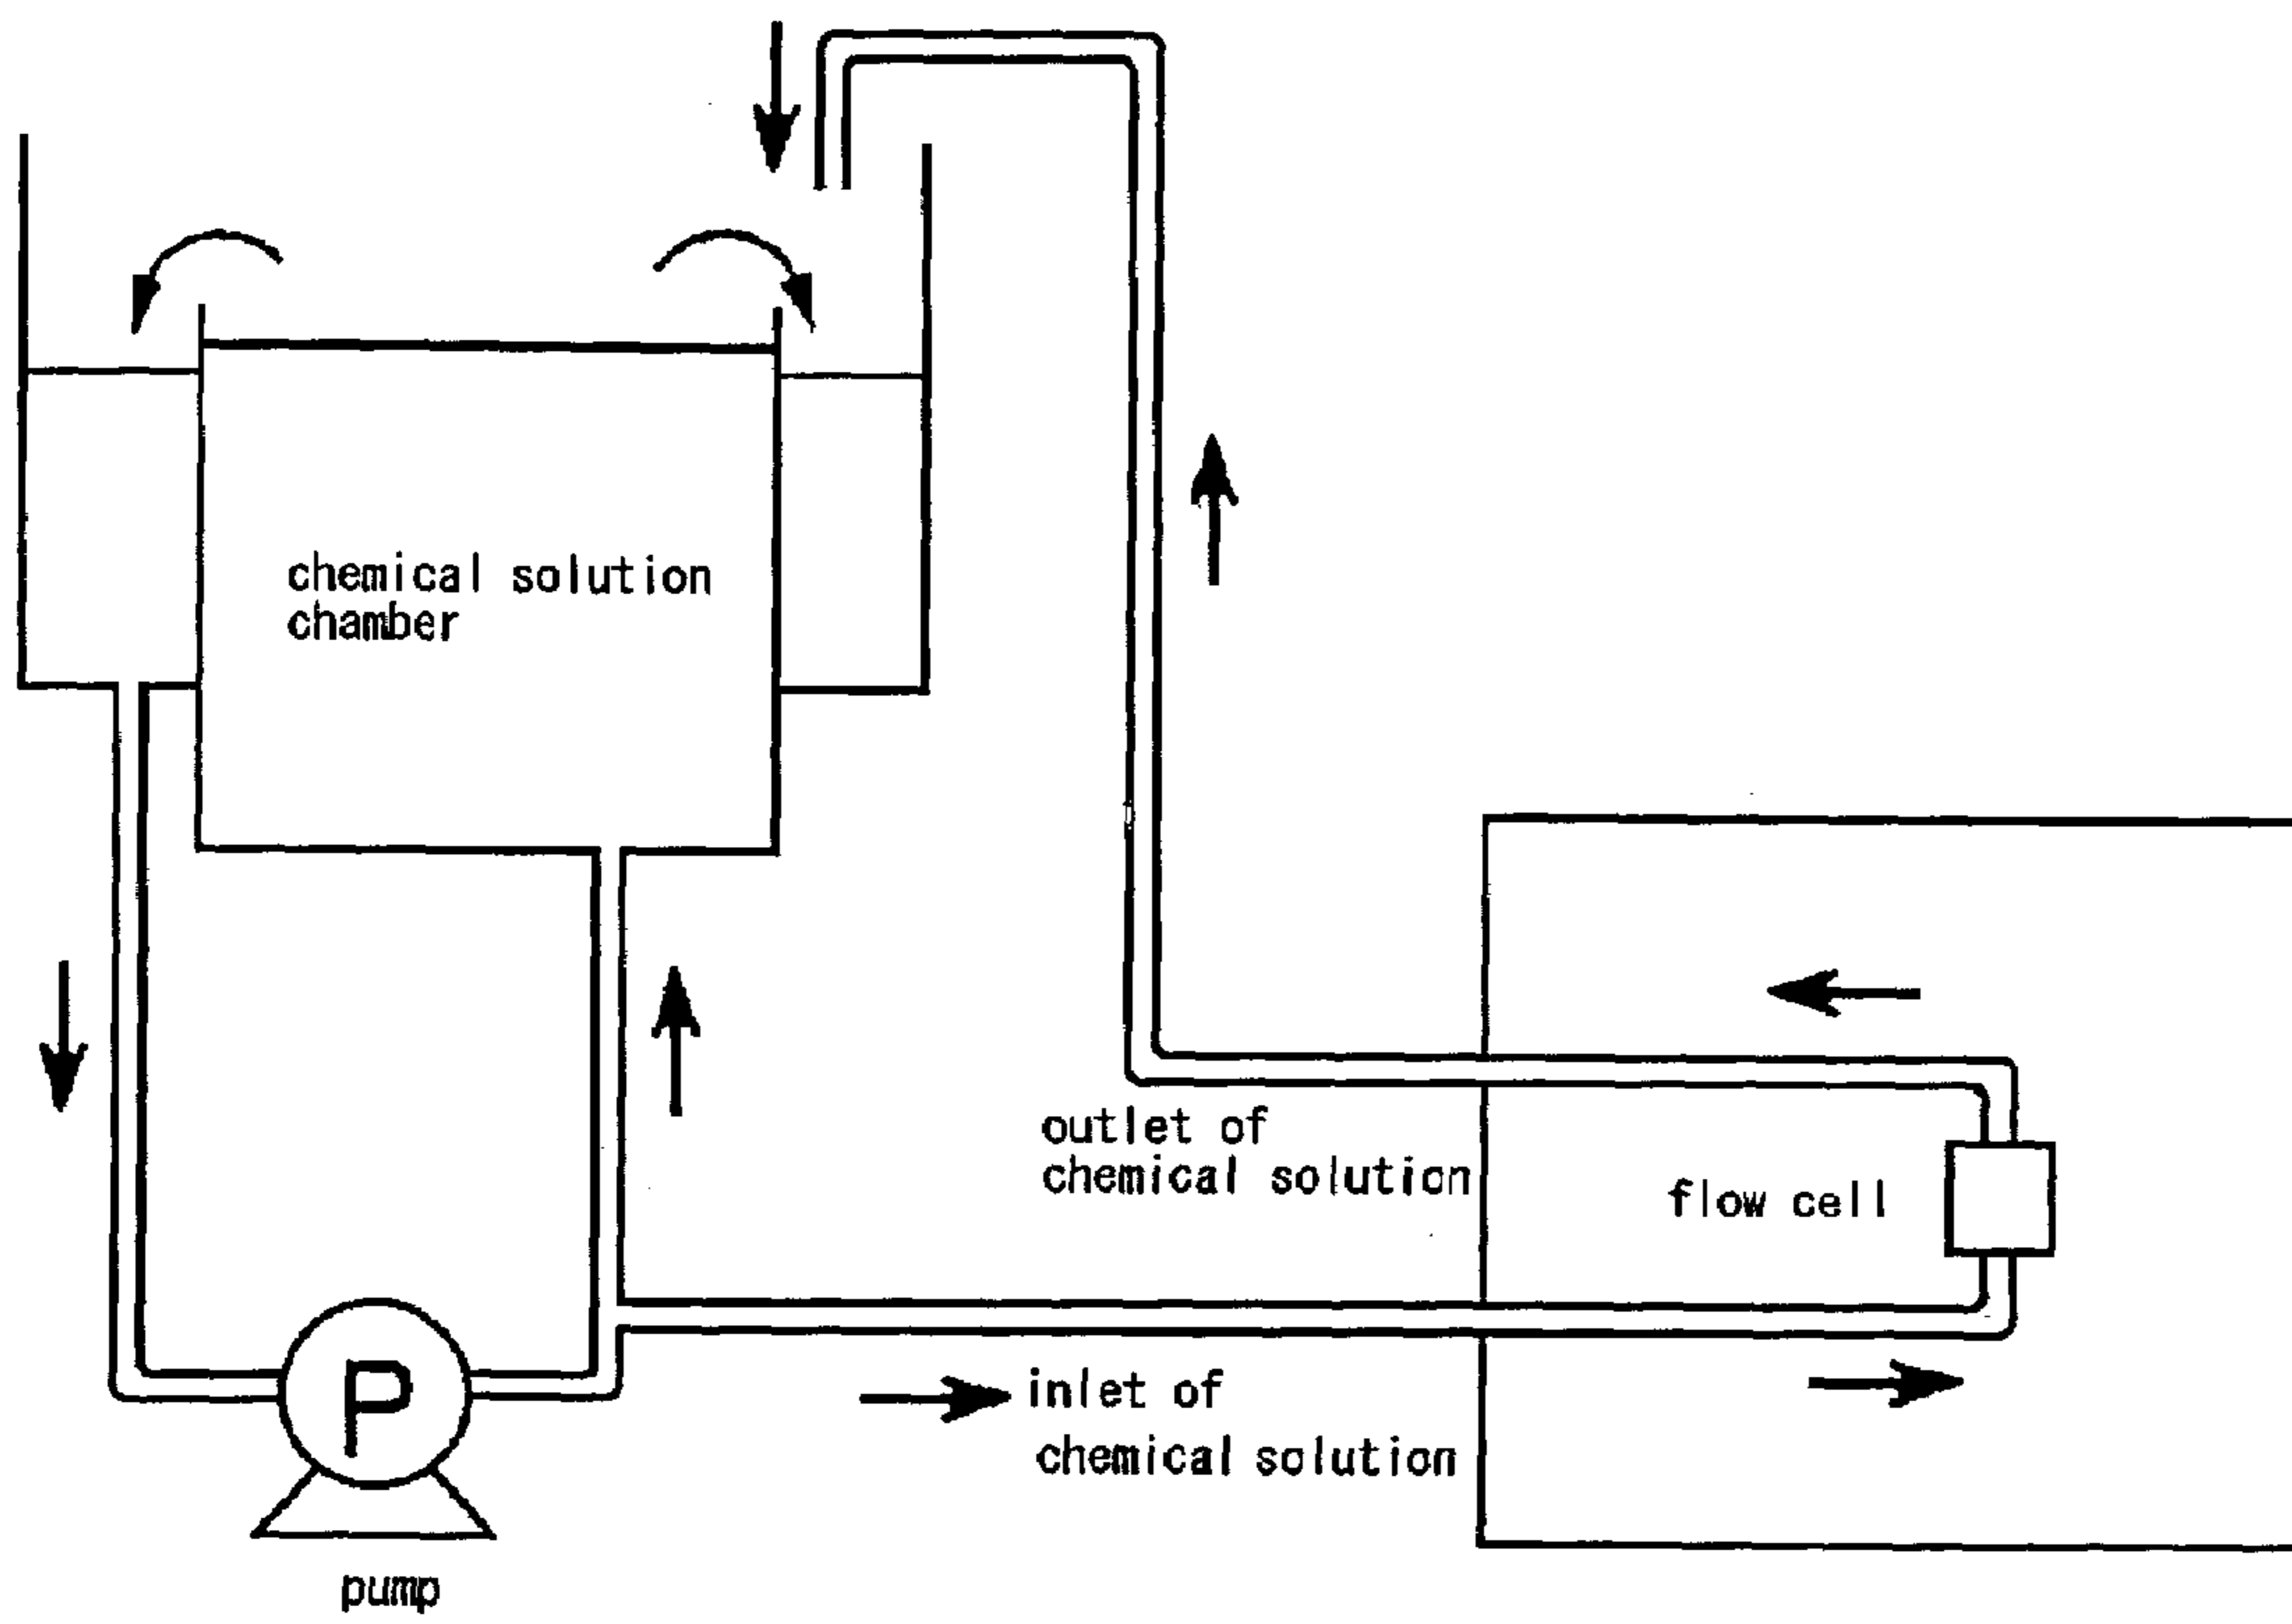 chemical solution
chamber
outlet of
chemical solution
flow cell
P
inlet of
chemical solution
pump